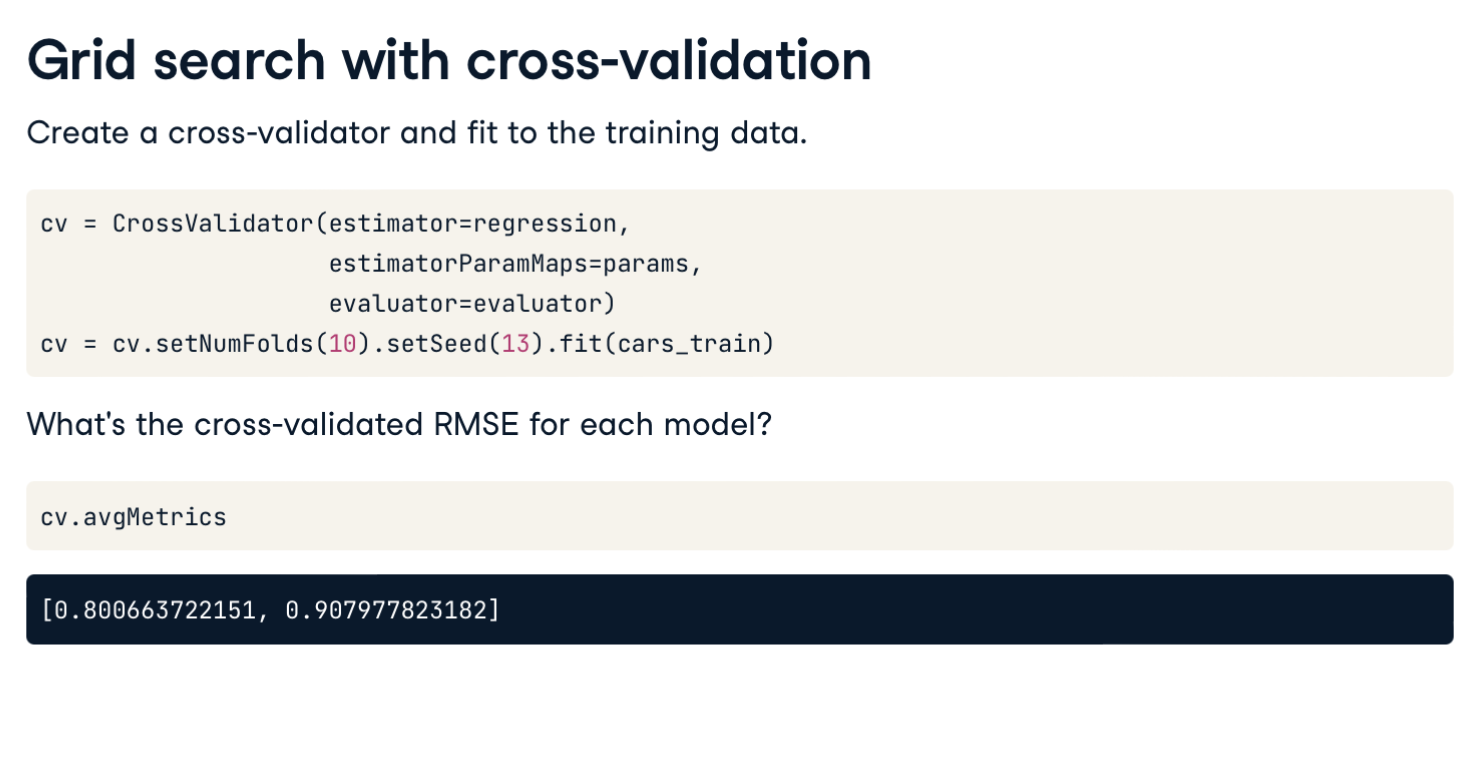 Grid search with cross-validation
Create a cross-validator and fit to the training data.
cv = CrossValidator(estimator=regression,
                    estimatorParamMaps=params,
                    evaluator=evaluator)
cv = cv.setNumFolds(10).setSeed(13).fit(cars_train)
What's the cross-validated RMSE for each model?
cv.avgMetrics
[0.800663722151, 0.907977823182]